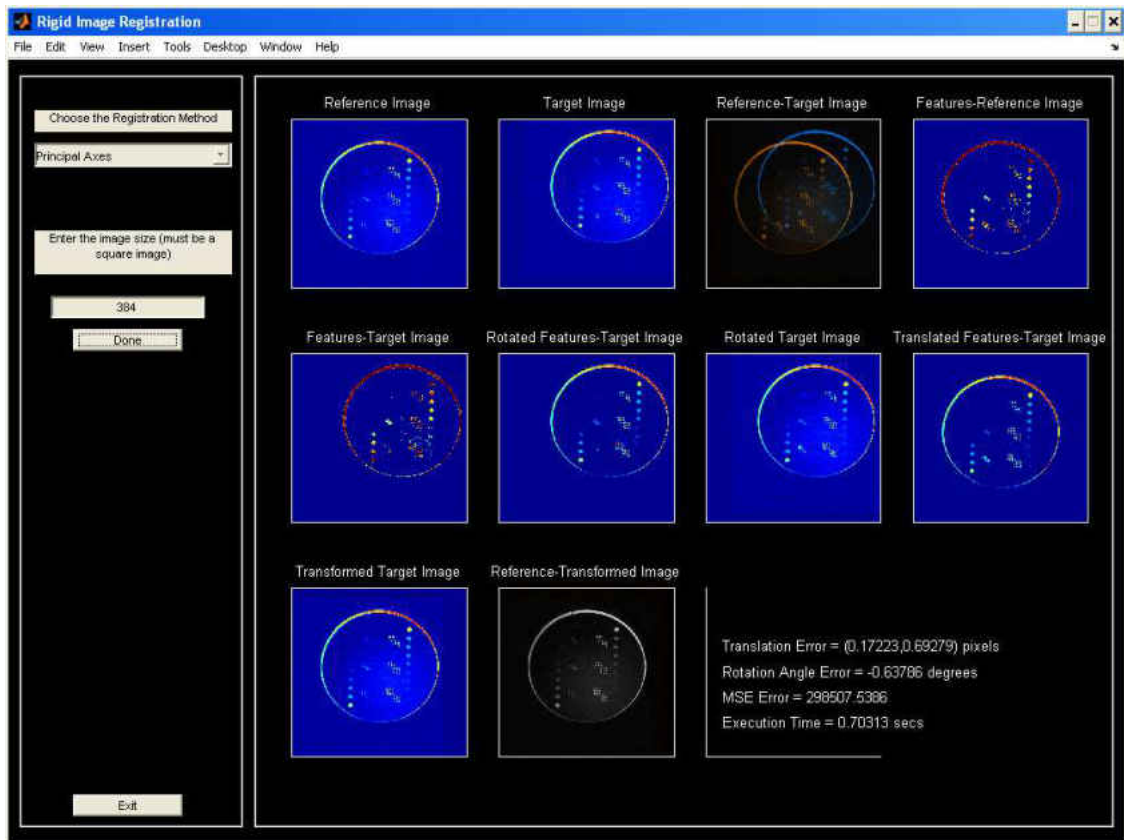 Rigid Image Registration
File Edit View Insert Tools Desktop Window Help
Choose the Registration Method
Principal Axes
Enter the image size (must be a
square image)
384
Done
Exit
Reference Image
Target Image
Reference-Target Image
Features-Reference Image
Features-Target Image
Rotated Features-Target Image
Rotated Target Image
Translated Features-Target Image
Transformed Target Image
Reference-Transformed Image
Translation Error = (0.17223,0.69279) pixels
Rotation Angle Error = -0.63786 degrees
MSE Error = 298507.5386
Execution Time = 0.70313 secs